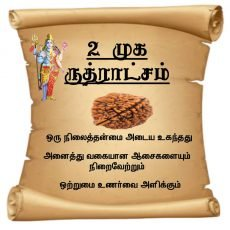 2 முக
ருத்ராட்சம்
ஒரு நிலைத்தன்மை அடைய உகந்தது
அனைத்து வகையான ஆசைகளையும்
நிறைவேற்றும்
ஒற்றுமை உணர்வை அளிக்கும்